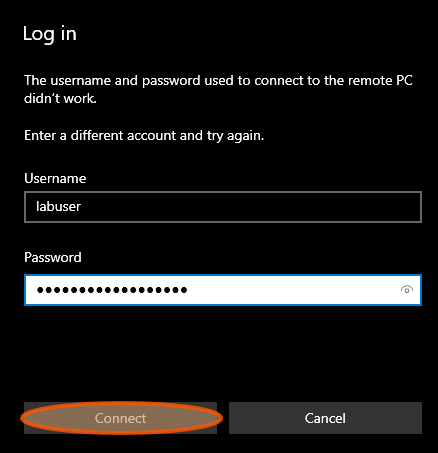 Log in
The username and password used to connect to the remote PC
didn't work.
Enter a different account and try again.
Username
labuser
Password
••••••••••••••••••
Connect
Cancel